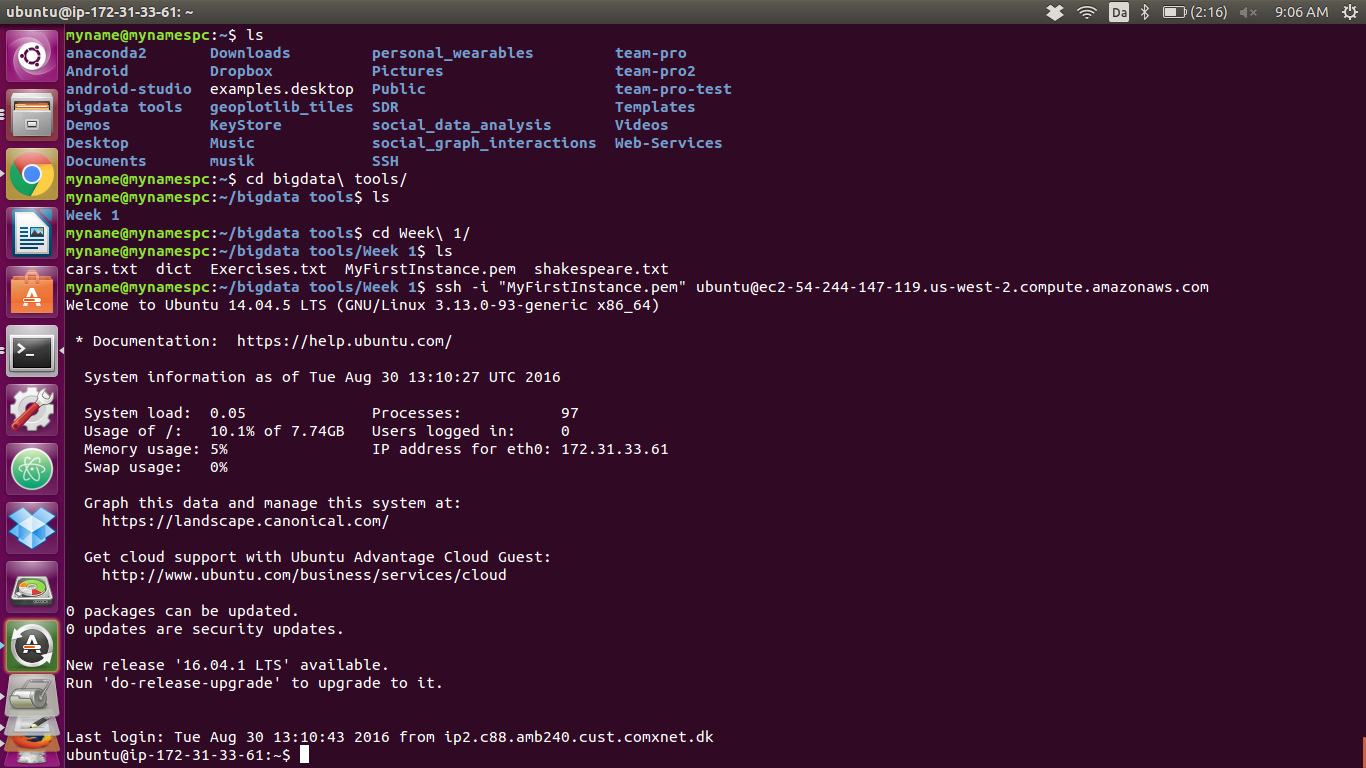 ubuntu@ip-172-31-33-61: ~ Da (2:16) 9:06 AM
myname@mynamespc:~$ ls
anaconda2 Downloads personal_wearables team-pro
Android Dropbox Pictures team-pro2
android-studio examples.desktop Public team-pro-test
bigdata tools geoplotlib_tiles SDR Templates
Demos KeyStore social_data_analysis Videos
Desktop Music social_graph_interactions Web-Services
Documents musik SSH
myname@mynamespc:~$ cd bigdata\ tools/
myname@mynamespc:~/bigdata tools$ ls
Week 1
myname@mynamespc:~/bigdata tools$ cd Week\ 1/
myname@mynamespc:~/bigdata tools/Week 1$ ls
cars.txt dict Exercises.txt MyFirstInstance.pem shakespeare.txt
myname@mynamespc:~/bigdata tools/Week 1$ ssh -i "MyFirstInstance.pem" ubuntu@ec2-54-244-147-119.us-west-2.compute.amazonaws.com
Welcome to Ubuntu 14.04.5 LTS (GNU/Linux 3.13.0-93-generic x86_64)
* Documentation: https://help.ubuntu.com/
System information as of Tue Aug 30 13:10:27 UTC 2016
System load: 0.05 Processes: 97
Usage of /: 10.1% of 7.74GB Users logged in: 0
Memory usage: 5% IP address for eth0: 172.31.33.61
Swap usage: 0%
Graph this data and manage this system at:
https://landscape.canonical.com/
Get cloud support with Ubuntu Advantage Cloud Guest:
http://www.ubuntu.com/business/services/cloud
0 packages can be updated.
0 updates are security updates.
New release '16.04.1 LTS' available.
Run 'do-release-upgrade' to upgrade to it.
Last login: Tue Aug 30 13:10:43 2016 from ip2.c88.amb240.cust.comxnet.dk
ubuntu@ip-172-31-33-61:~$